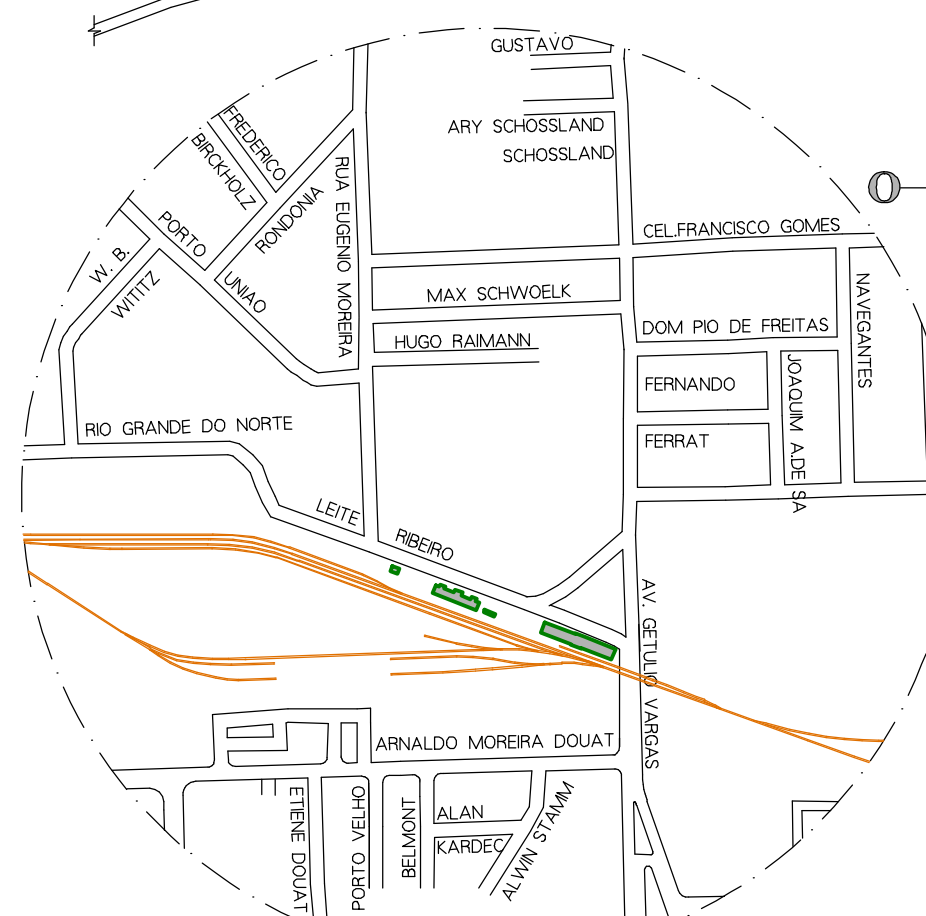 GUSTAVO
ARY SCHOSSLAND
SCHOSSLAND
FREDERICO
BIRCKHOLZ
RONDONIA
PORTO
UNIAO
W. B.
WITITZ
RUA EUGENIO MOREIRA
CEL.FRANCISCO GOMES
MAX SCHWOELK
HUGO RAIMANN
DOM PIO DE FREITAS
NAVEGANTES
FERNANDO
FERRAT
JOAQUIM A.DE SA
RIO GRANDE DO NORTE
LEITE
RIBEIRO
AV. GETULIO VARGAS
ARNALDO MOREIRA DOUAT
ETIENE DOUAT
PORTO VELHO
BELMONT
ALAN
KARDEC
ALWIN STAMM
O